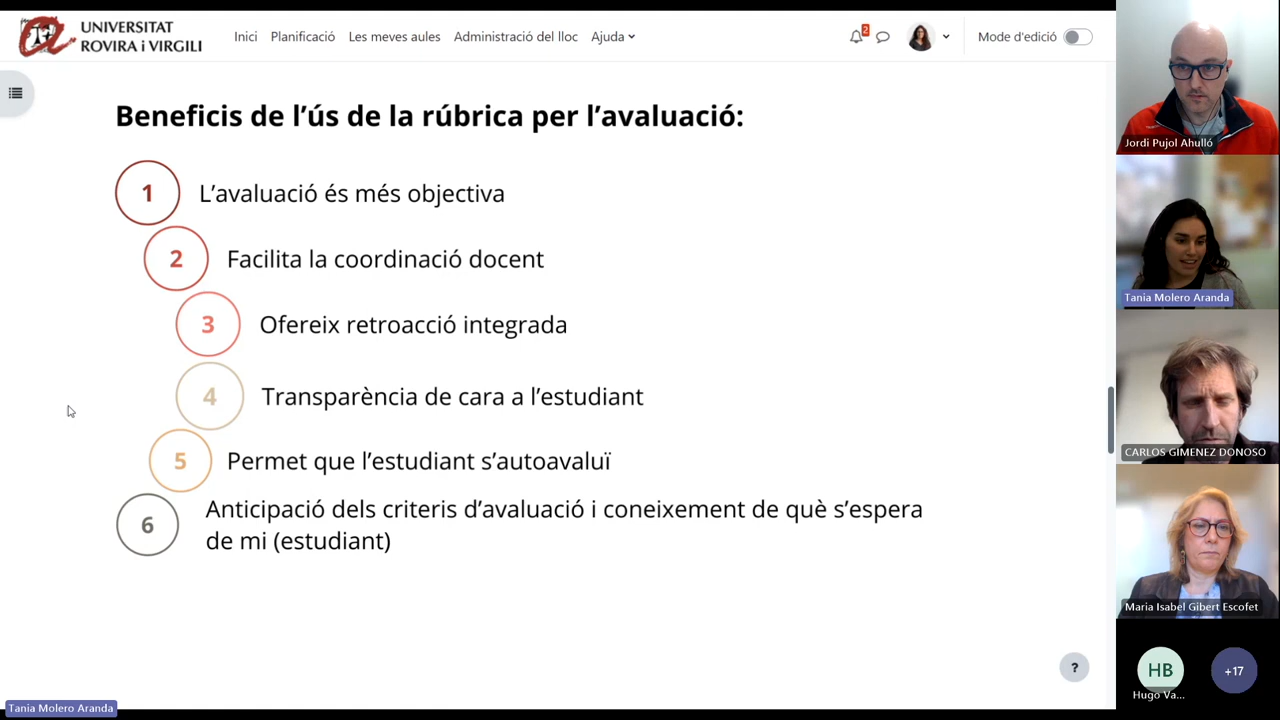 UNIVERSITAT
ROVIRA i VIRGILI
Inici Planificació Les meves aules Administració del lloc Ajuda
2
Mode d'edició
Beneficis de l'ús de la rúbrica per l'avaluació:
1 L'avaluació és més objectiva
2 Facilita la coordinació docent
3 Ofereix retroacció integrada
4 Transparència de cara a l'estudiant
5 Permet que l'estudiant s'autoavaluï
6 Anticipació dels criteris d'avaluació i coneixement de què s'espera
de mi (estudiant)
?
Tania Molero Aranda
Jordi Pujol Ahulló
Tania Molero Aranda
CARLOS GIMENEZ DONOSO
Maria Isabel Gibert Escofet
HB
Hugo Va...
+17